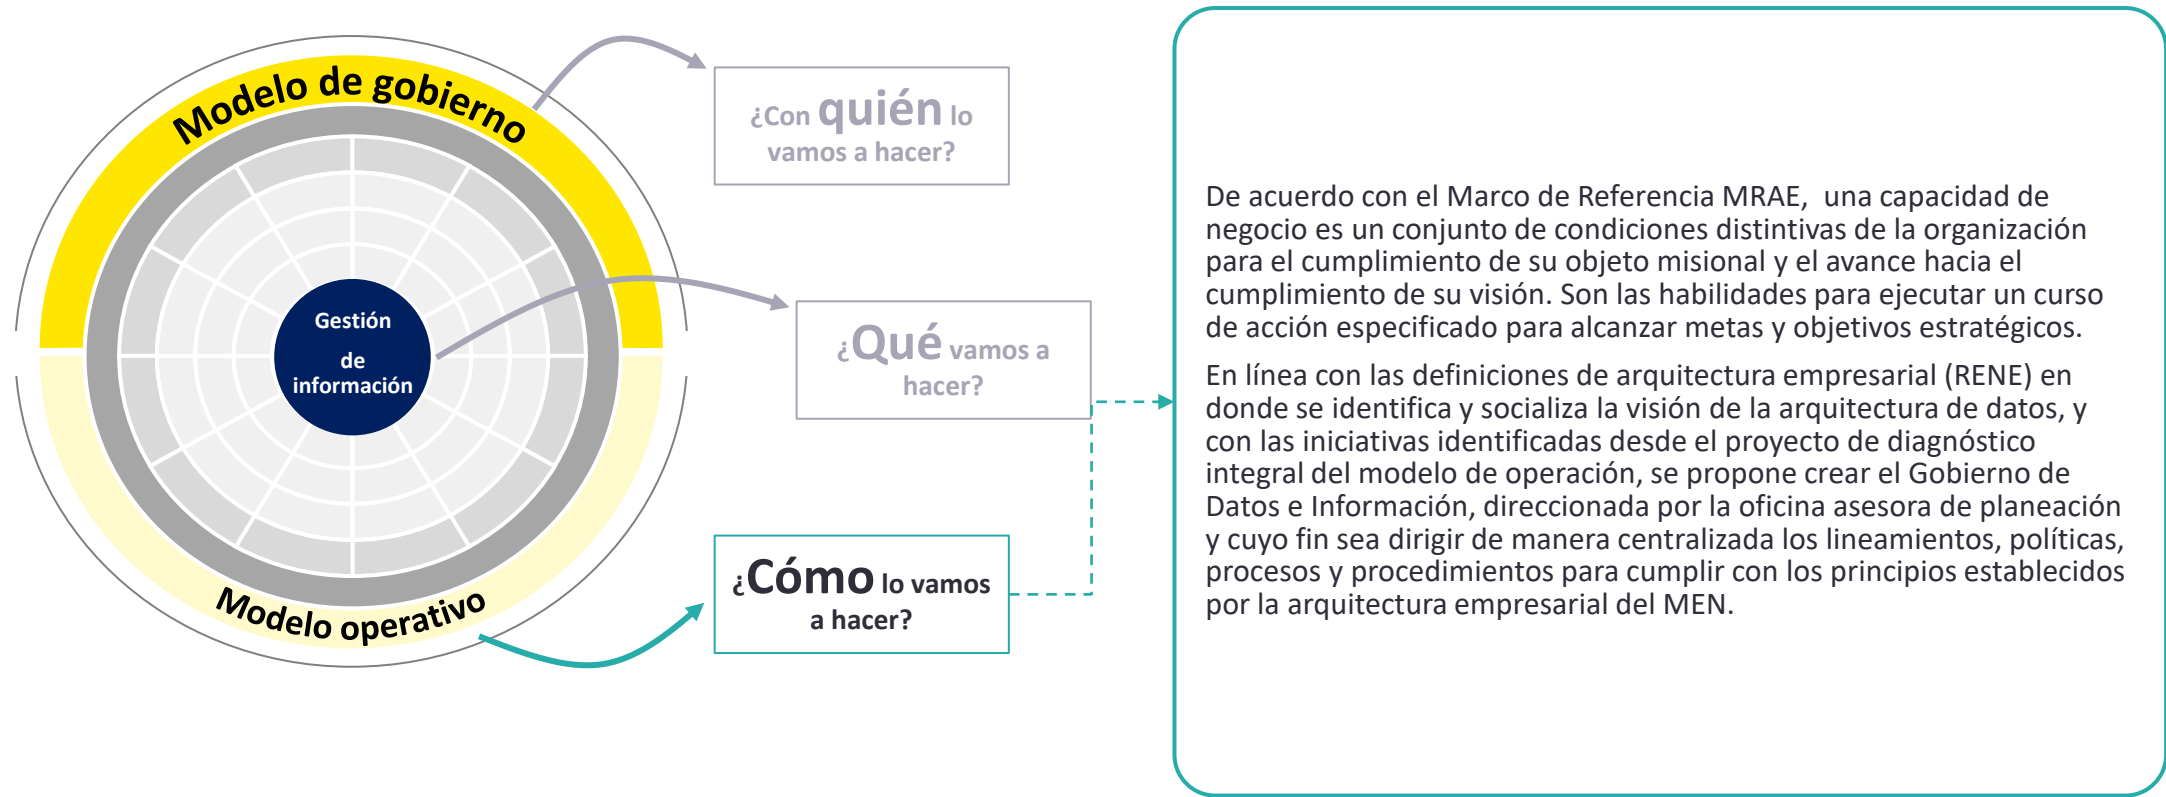 Modelo de gobierno
Gestión
de
información
Modelo operativo
¿Con quién lo
vamos a hacer?
¿Qué vamos a
hacer?
¿Cómo lo vamos
a hacer?
De acuerdo con el Marco de Referencia MRAE, una capacidad de
negocio es un conjunto de condiciones distintivas de la organización
para el cumplimiento de su objeto misional y el avance hacia el
cumplimiento de su visión. Son las habilidades para ejecutar un curso
de acción especificado para alcanzar metas y objetivos estratégicos.
En línea con las definiciones de arquitectura empresarial (RENE) en
donde se identifica y socializa la visión de la arquitectura de datos, y
con las iniciativas identificadas desde el proyecto de diagnóstico
integral del modelo de operación, se propone crear el Gobierno de
Datos e Información, direccionada por la oficina asesora de planeación
y cuyo fin sea dirigir de manera centralizada los lineamientos, políticas,
procesos y procedimientos para cumplir con los principios establecidos
por la arquitectura empresarial del MEN.